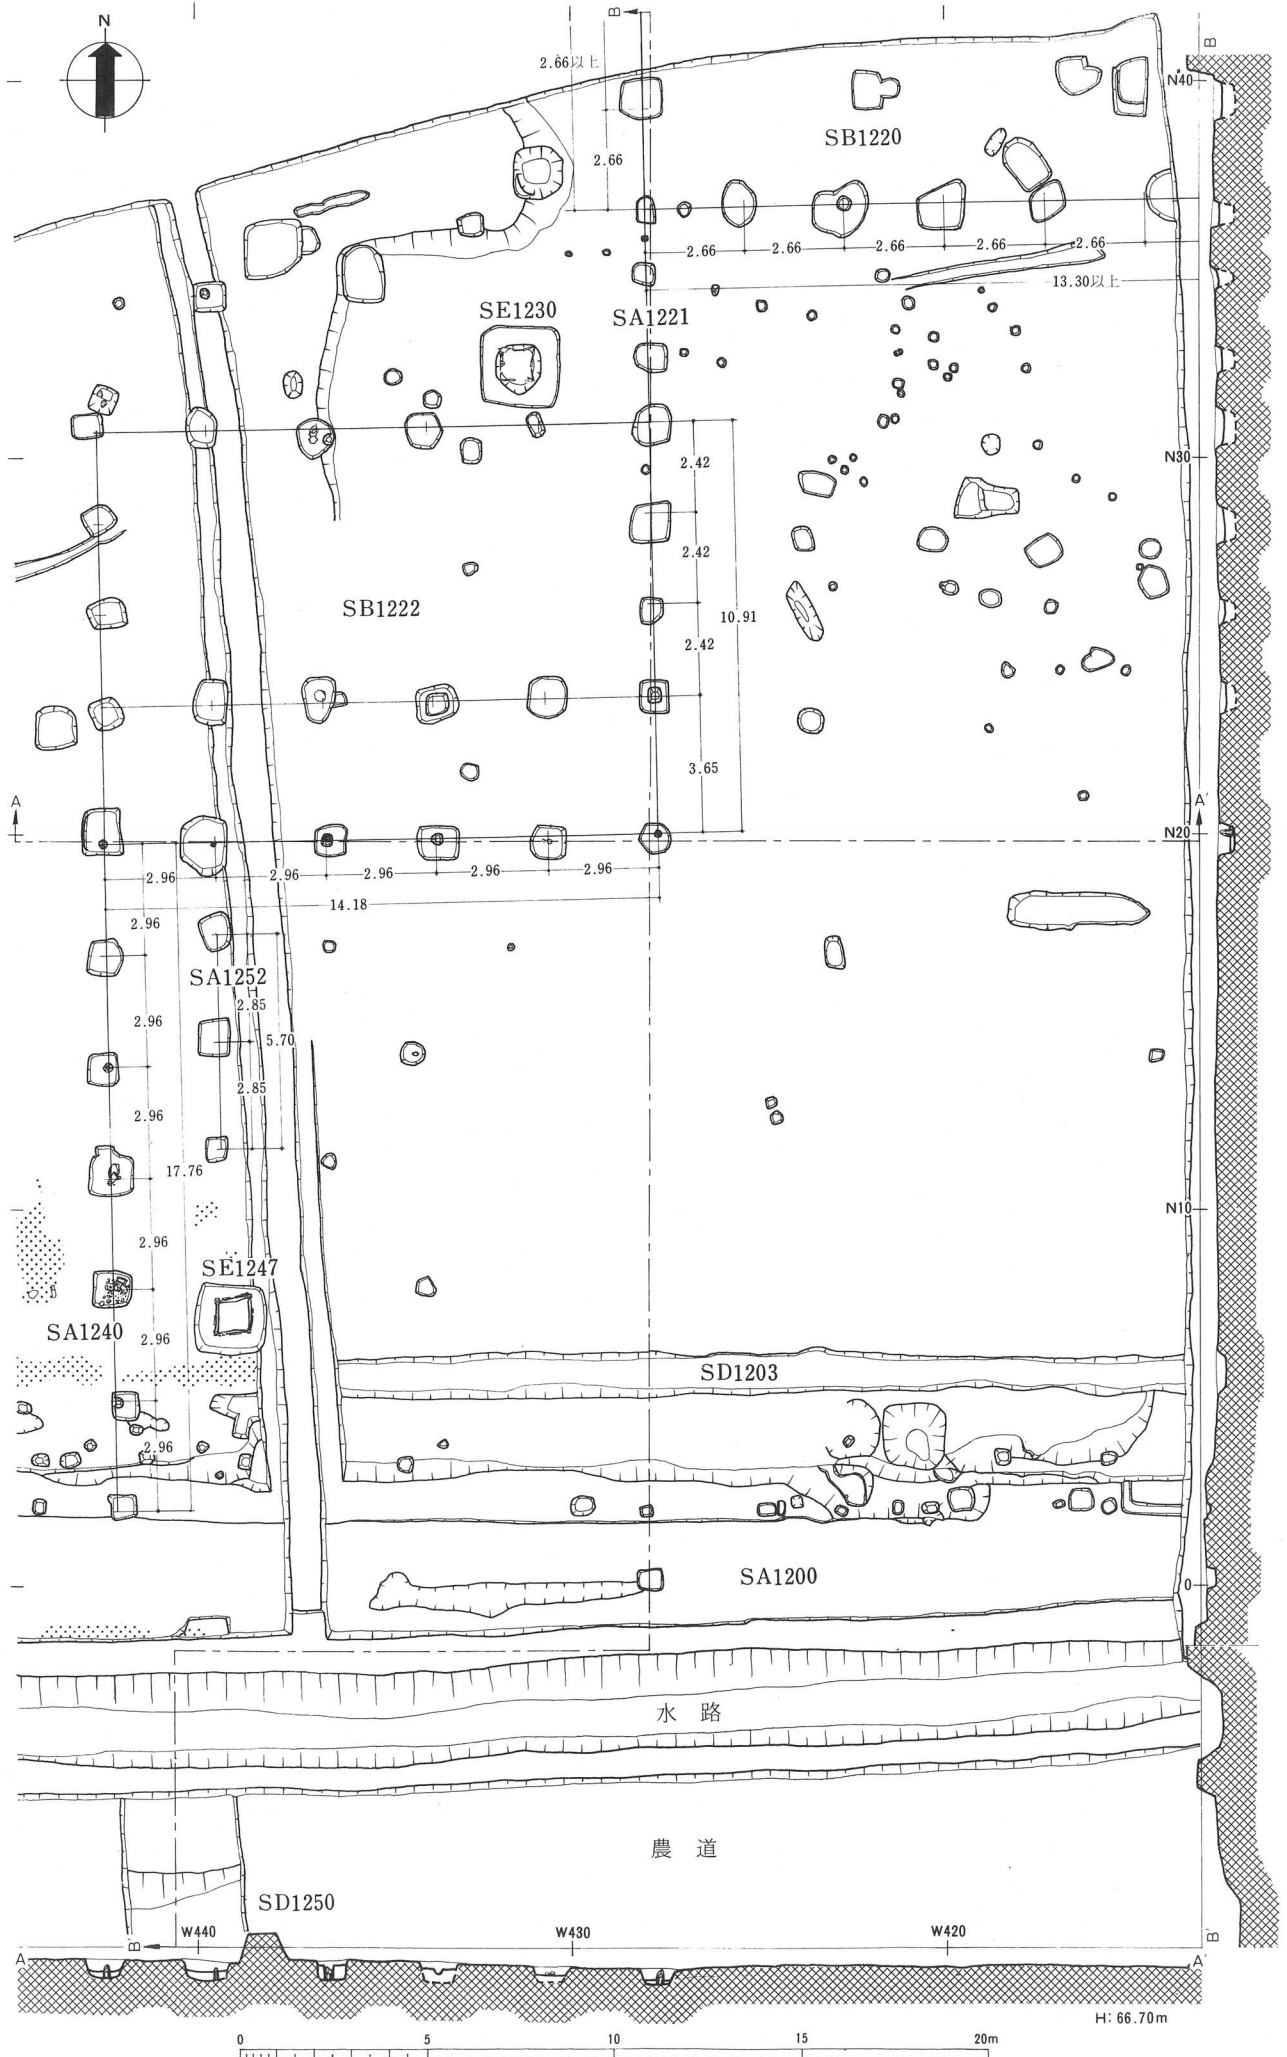 N
B
B
2.66以上
N40
SB1220
2.66
2.66
2.66
2.66
2.66
2.66
13.30以上
SE1230
SA1221
2.42
N30
2.42
SB1222
10.91
2.42
3.65
A
A'
N20
2.96
2.96
2.96
2.96
2.96
14.18
2.96
SA1252
2.85
2.96
5.70
2.85
2.96
17.76
N10
2.96
SE1247
SA1240
2.96
SD1203
2.96
SA1200
0
水路
農道
SD1250
W440
W430
W420
B'
B'
A
A'
H: 66.70m
0
5
10
15
20m